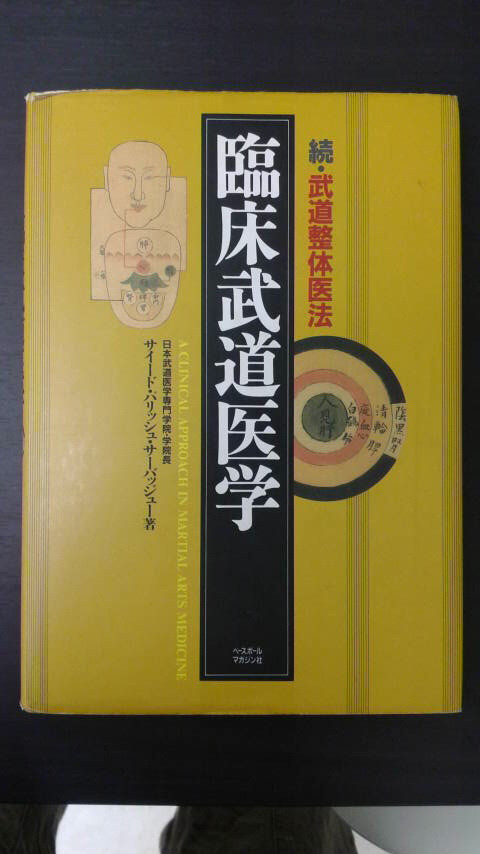 続・武道整体医法
臨床武道医学
A CLINICAL APPROACH IN MARTIAL ARTS MEDICINE
日本武道医学専門学院・学院長
サイード・パリッシュ・サーバッジュー著
ベースボール
マガジン社